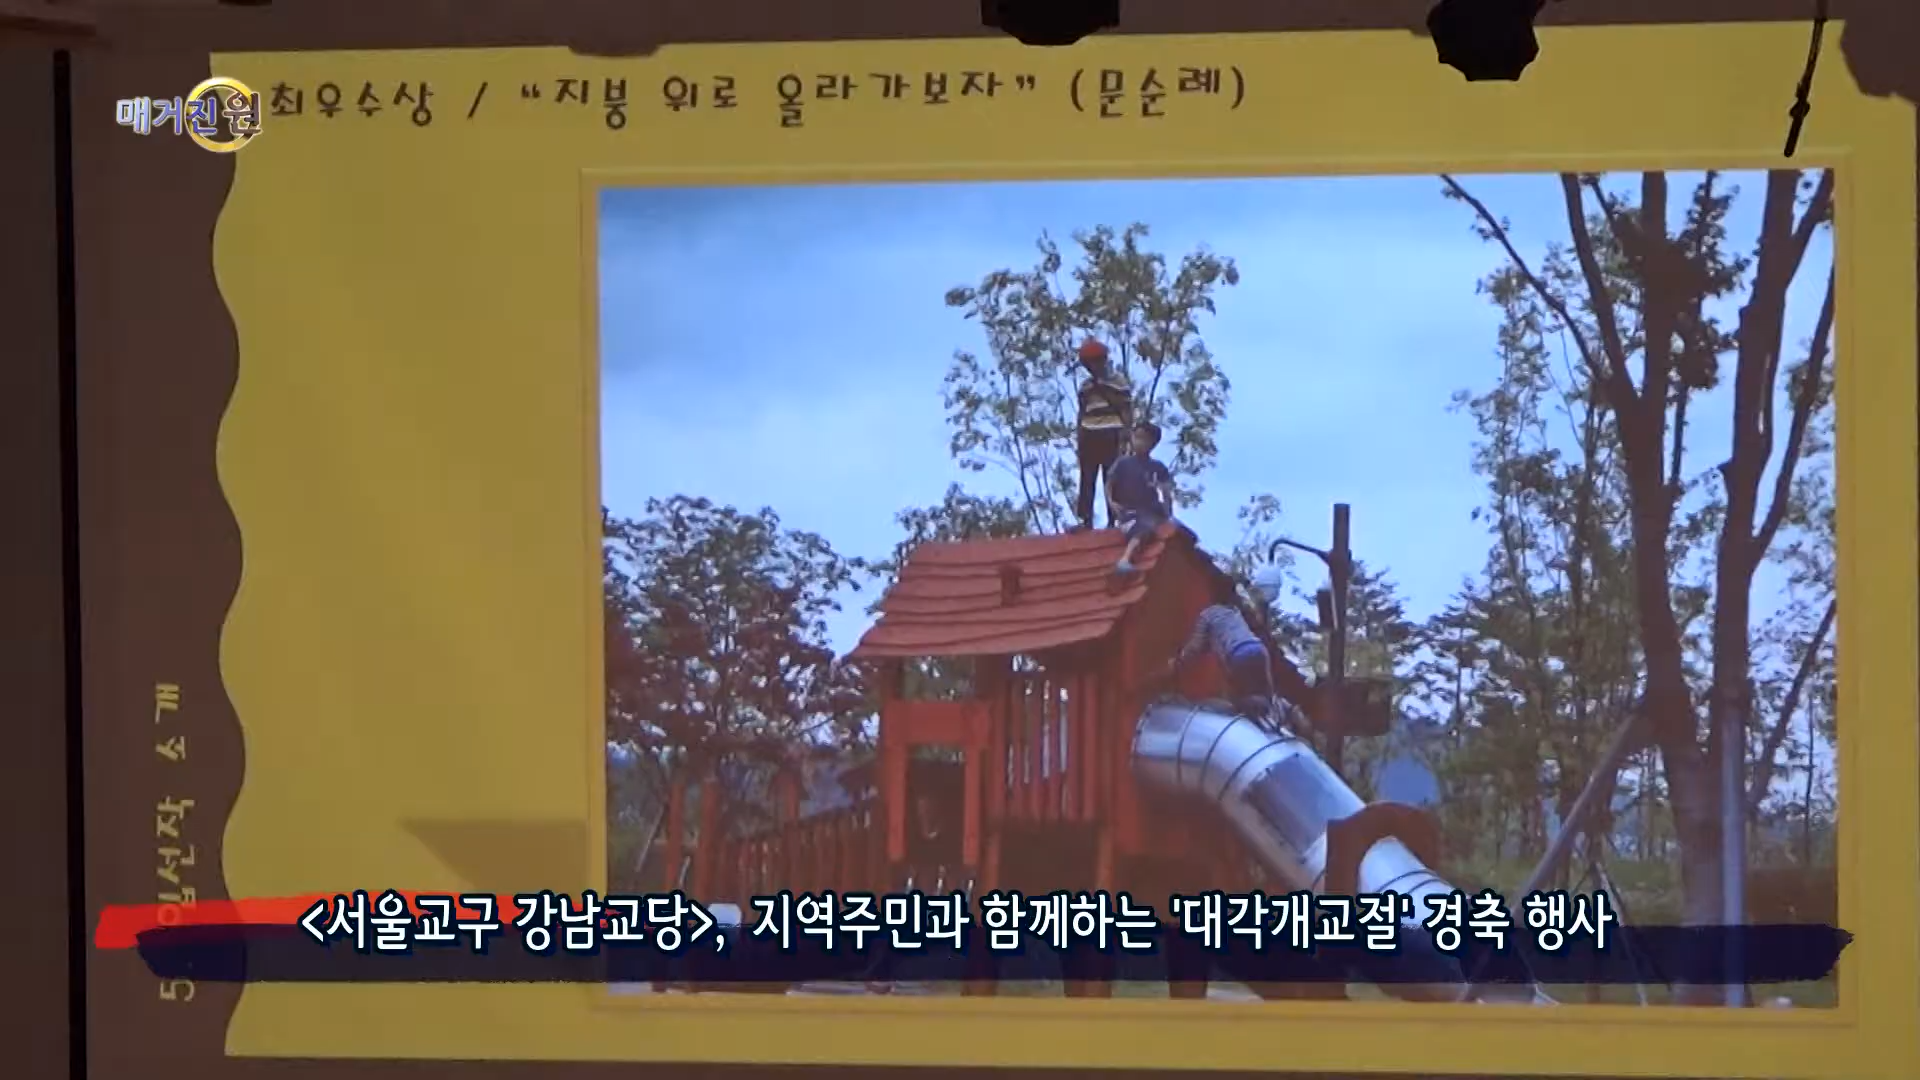 매거진원
최우수상 / “지붕 위로 올라가보자” (문순례)
입선작 소개
<서울교구 강남교당>, 지역주민과 함께하는 '대각개교절' 경축 행사